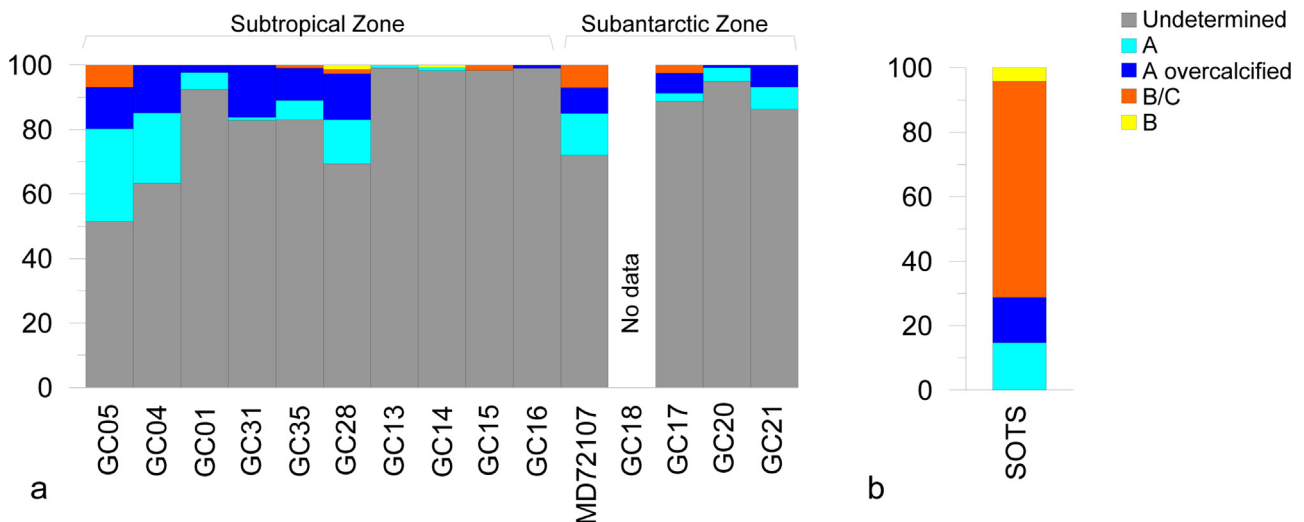 Subtropical Zone
Subantarctic Zone
Undetermined
A
A overcalcified
B/C
B
100
80
60
40
20
0
No data
GC05
GC04
GC01
GC31
GC35
GC28
GC13
GC14
GC15
GC16
MD72107
GC18
GC17
GC20
GC21
a
100
80
60
40
20
0
SOTS
b